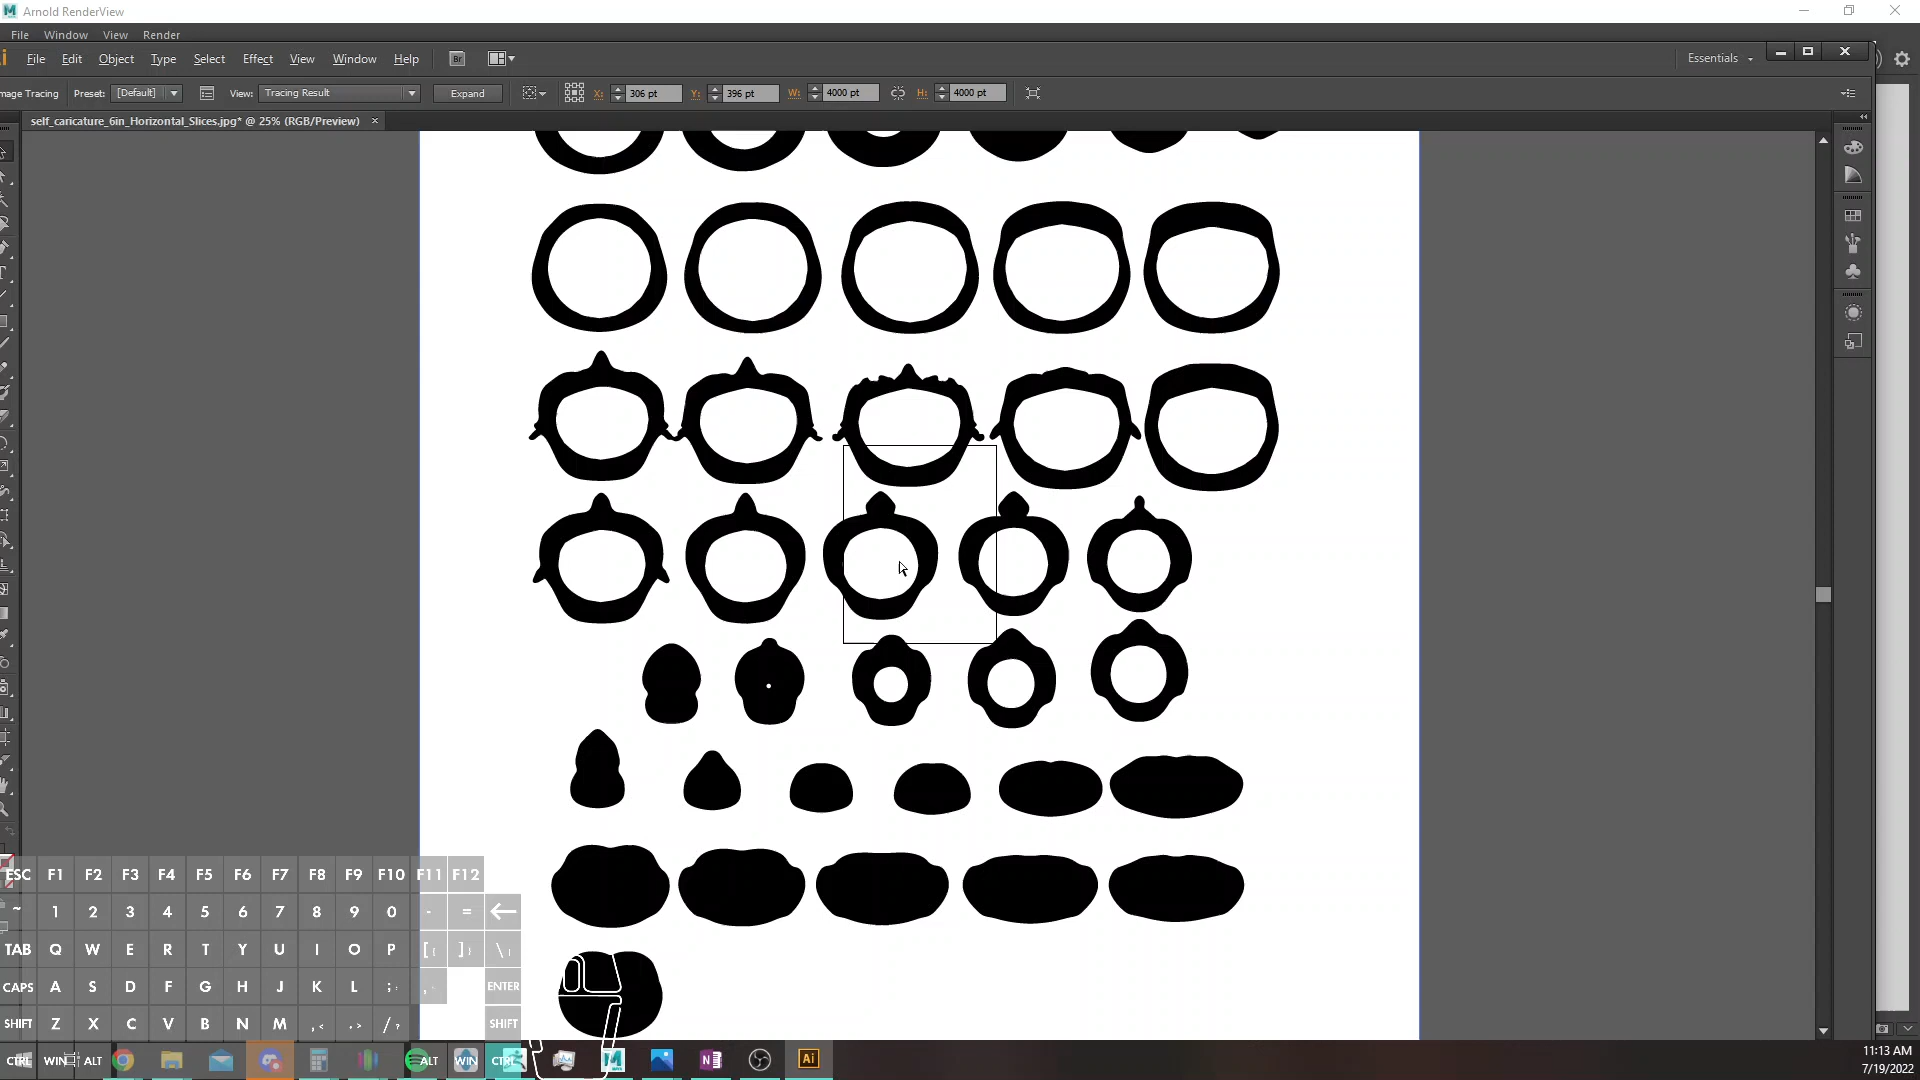 Arnold RenderView
File Window View Render
File Edit Object Type Select Effect View Window Help Br Essentials
mage Tracing Preset: [Default] View: Tracing Result Expand X: 306 pt Y: 396 pt W: 4000 pt H: 4000 pt
self_caricature_6in_Horizontal_Slices.jpg* @ 25% (RGB/Preview) ×
ESC F1 F2 F3 F4 F5 F6 F7 F8 F9 F10 F11 F12
~ 1 2 3 4 5 6 7 8 9 0 - =
TAB Q W E R T Y U I O P [{ ]} \|
CAPS A S D F G H J K L ;: ENTER
SHIFT Z X C V B N M ,< .> /? SHIFT
CTRL WIN ALT ALT WIN CTRL M N Ai
11:13 AM
7/19/2022